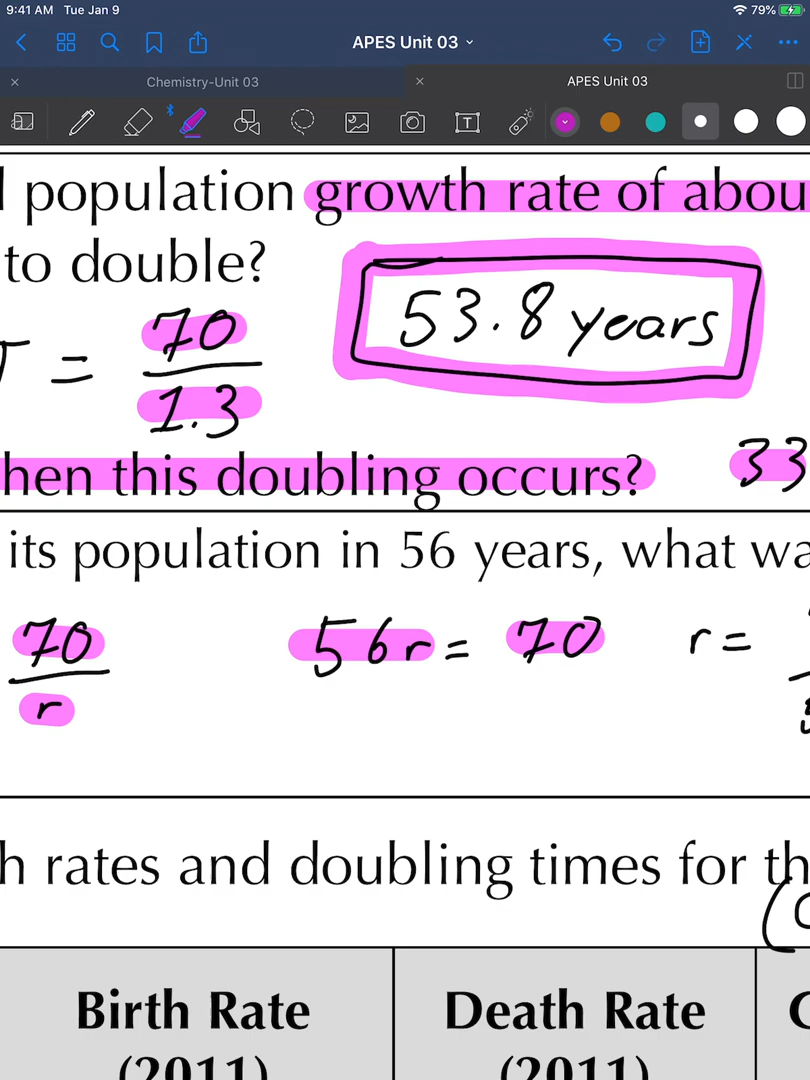 9:41 AM Tue Jan 9 79%
APES Unit 03
Chemistry-Unit 03 APES Unit 03
l population growth rate of abou
to double?
53.8 years
T = 70
1.3
hen this doubling occurs? 33
its population in 56 years, what wa
70 56r = 70 r =
r
h rates and doubling times for th
(
Birth Rate Death Rate
(2011) (2011)